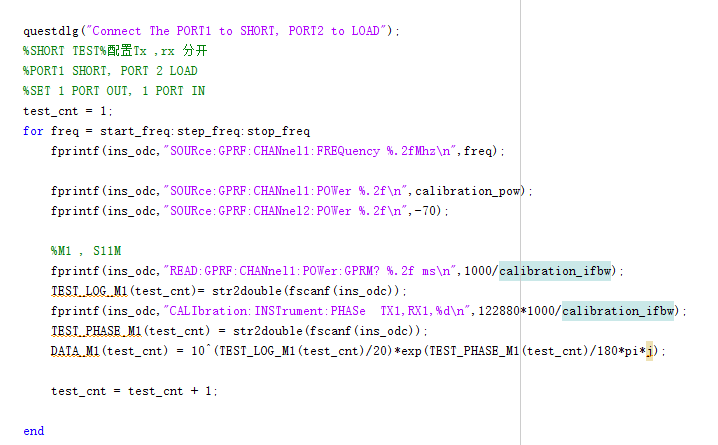 questdlg("Connect The PORT1 to SHORT, PORT2 to LOAD");
%SHORT TEST%配置Tx ,rx 分开
%PORT1 SHORT, PORT 2 LOAD
%SET 1 PORT OUT, 1 PORT IN
test_cnt = 1;
for freq = start_freq:step_freq:stop_freq
fprintf(ins_odc,"SOURce:GPRF:CHANnel1:FREQuency %.2fMhz\n",freq);
fprintf(ins_odc,"SOURce:GPRF:CHANnel1:POWer %.2f\n",calibration_pow);
fprintf(ins_odc,"SOURce:GPRF:CHANnel2:POWer %.2f\n",-70);
%M1 , S11M
fprintf(ins_odc,"READ:GPRF:CHANnel1:POWer:GPRM? %.2f ms\n",1000/calibration_ifbw);
TEST_LOG_M1(test_cnt)= str2double(fscanf(ins_odc));
fprintf(ins_odc,"CALIbration:INSTrument:PHASe  TX1,RX1,%d\n",122880*1000/calibration_ifbw);
TEST_PHASE_M1(test_cnt) = str2double(fscanf(ins_odc));
DATA_M1(test_cnt) = 10^(TEST_LOG_M1(test_cnt)/20)*exp(TEST_PHASE_M1(test_cnt)/180*pi*j);
test_cnt = test_cnt + 1;
end